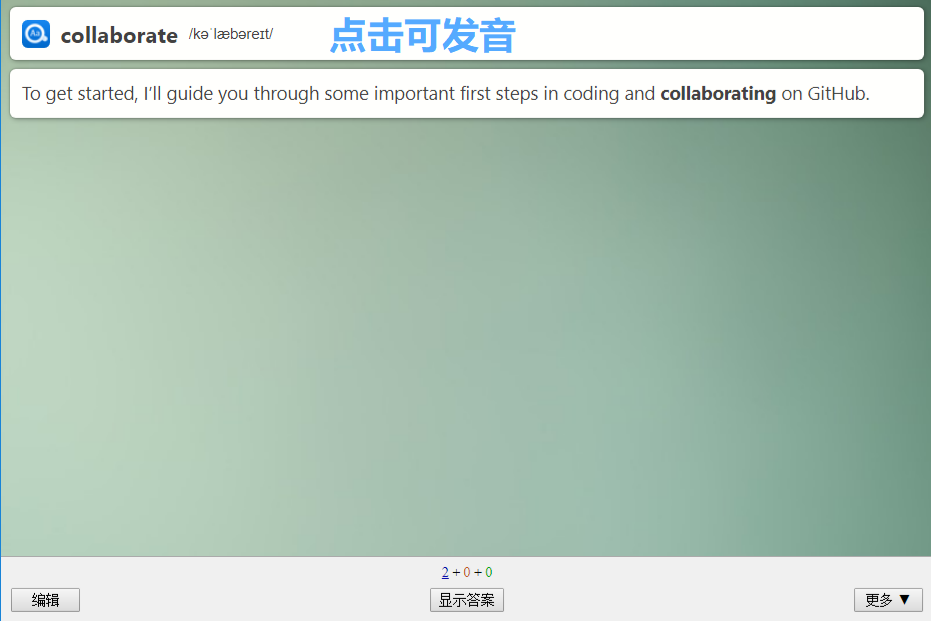 Aa collaborate /kəˈlæbəreɪt/ 点击可发音
To get started, I’ll guide you through some important first steps in coding and collaborating on GitHub.
2 + 0 + 0
编辑 显示答案 更多 ▼